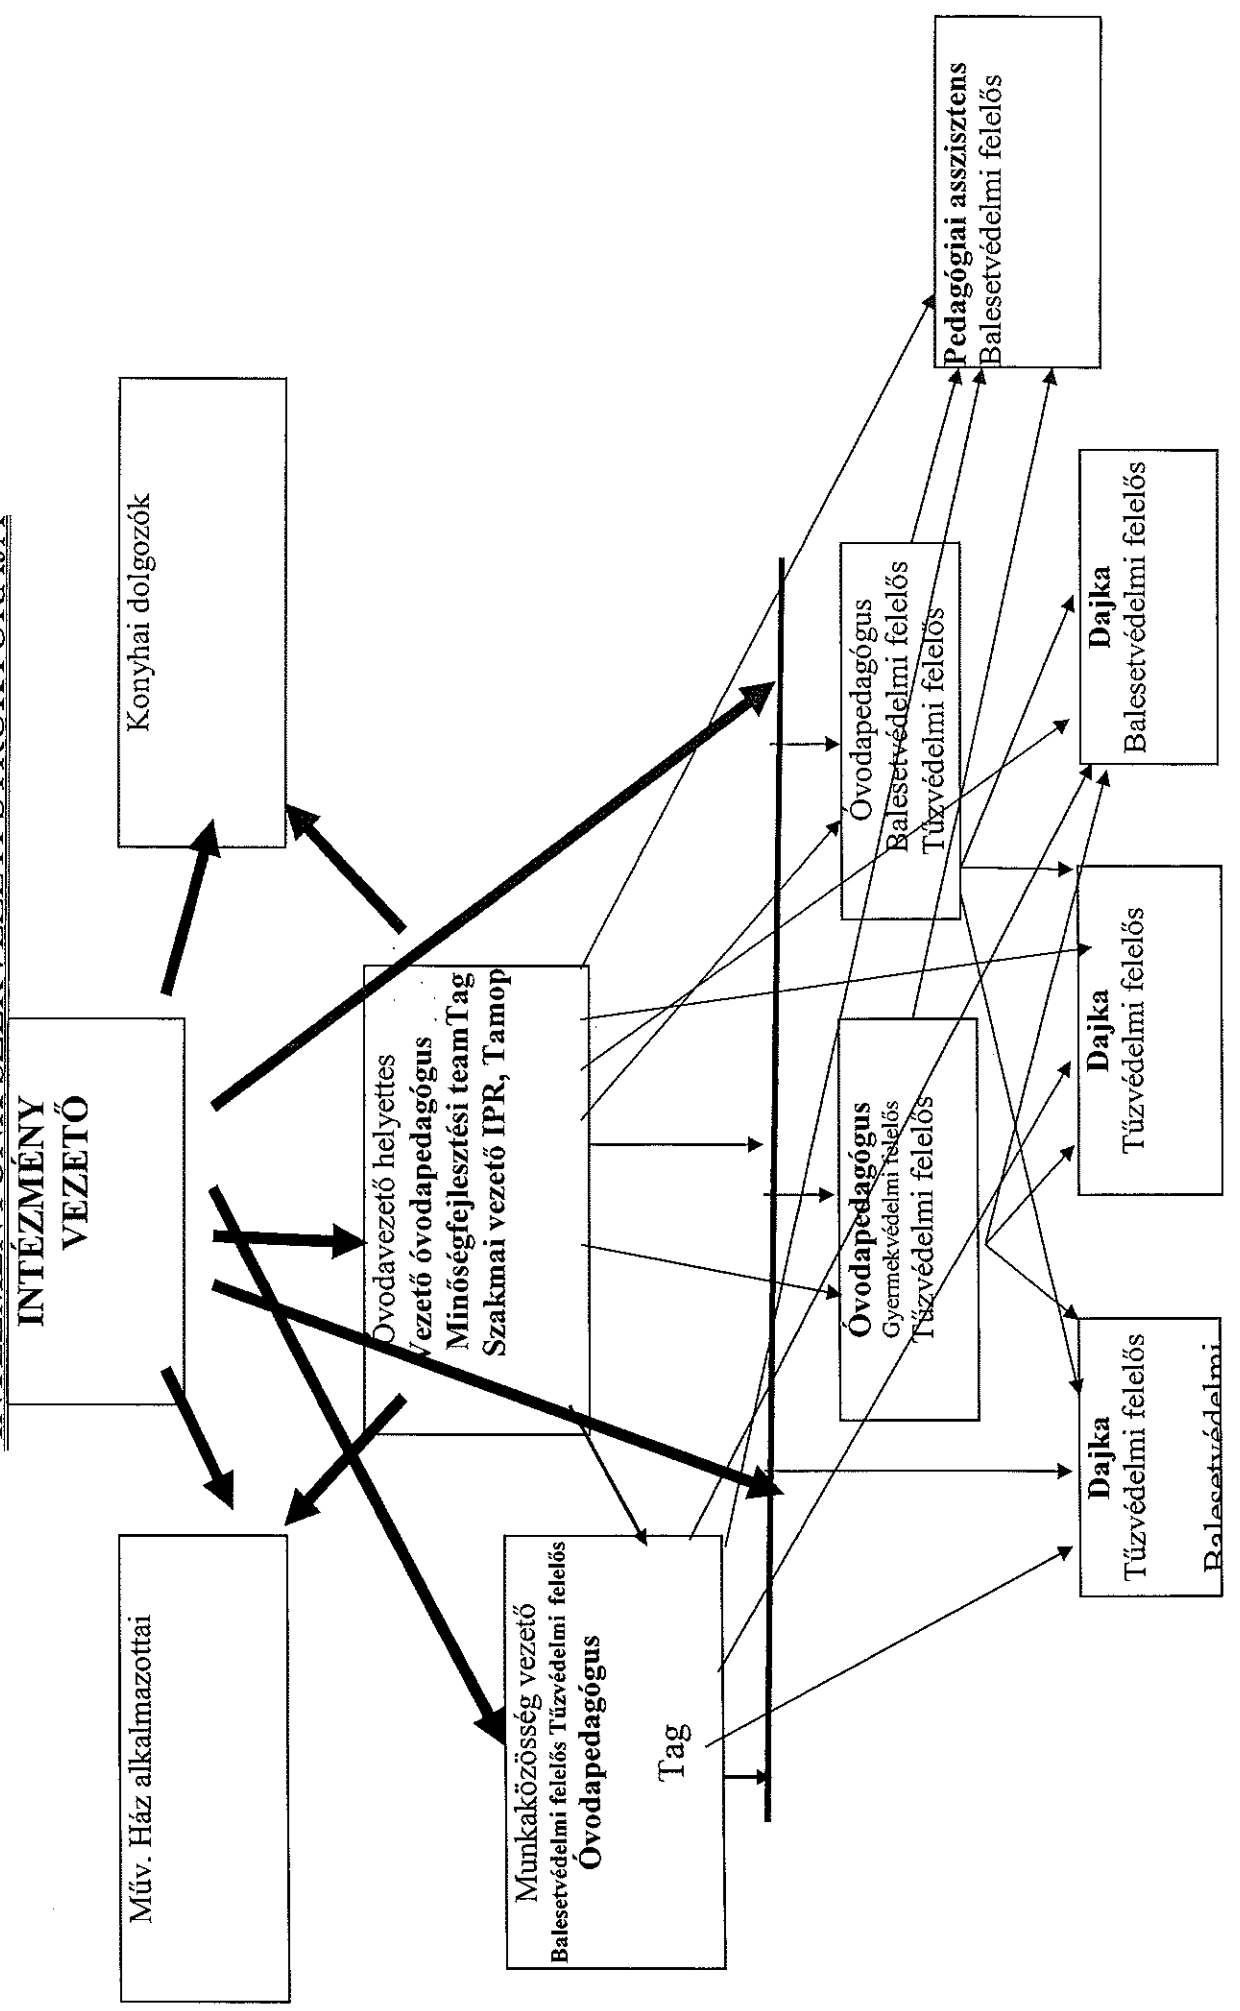 INTÉZMÉNY
VEZETŐ
Műv. Ház alkalmazottai
Konyhai dolgozók
Óvodavezető helyettes
Vezető óvodapedagógus
Minőségfejlesztési teamTag
Szakmai vezető IPR, Tamop
Munkaközösség vezető
Balesetvédelmi felelős Tűzvédelmi felelős
Óvodapedagógus
Tag
Óvodapedagógus
Gyermekvédelmi felelős
Tűzvédelmi felelős
Óvodapedagógus
Balesetvédelmi felelős
Tűzvédelmi felelős
Pedagógiai asszisztens
Balesetvédelmi felelős
Dajka
Tűzvédelmi felelős
Balesetvédelmi
Dajka
Tűzvédelmi felelős
Dajka
Balesetvédelmi felelős